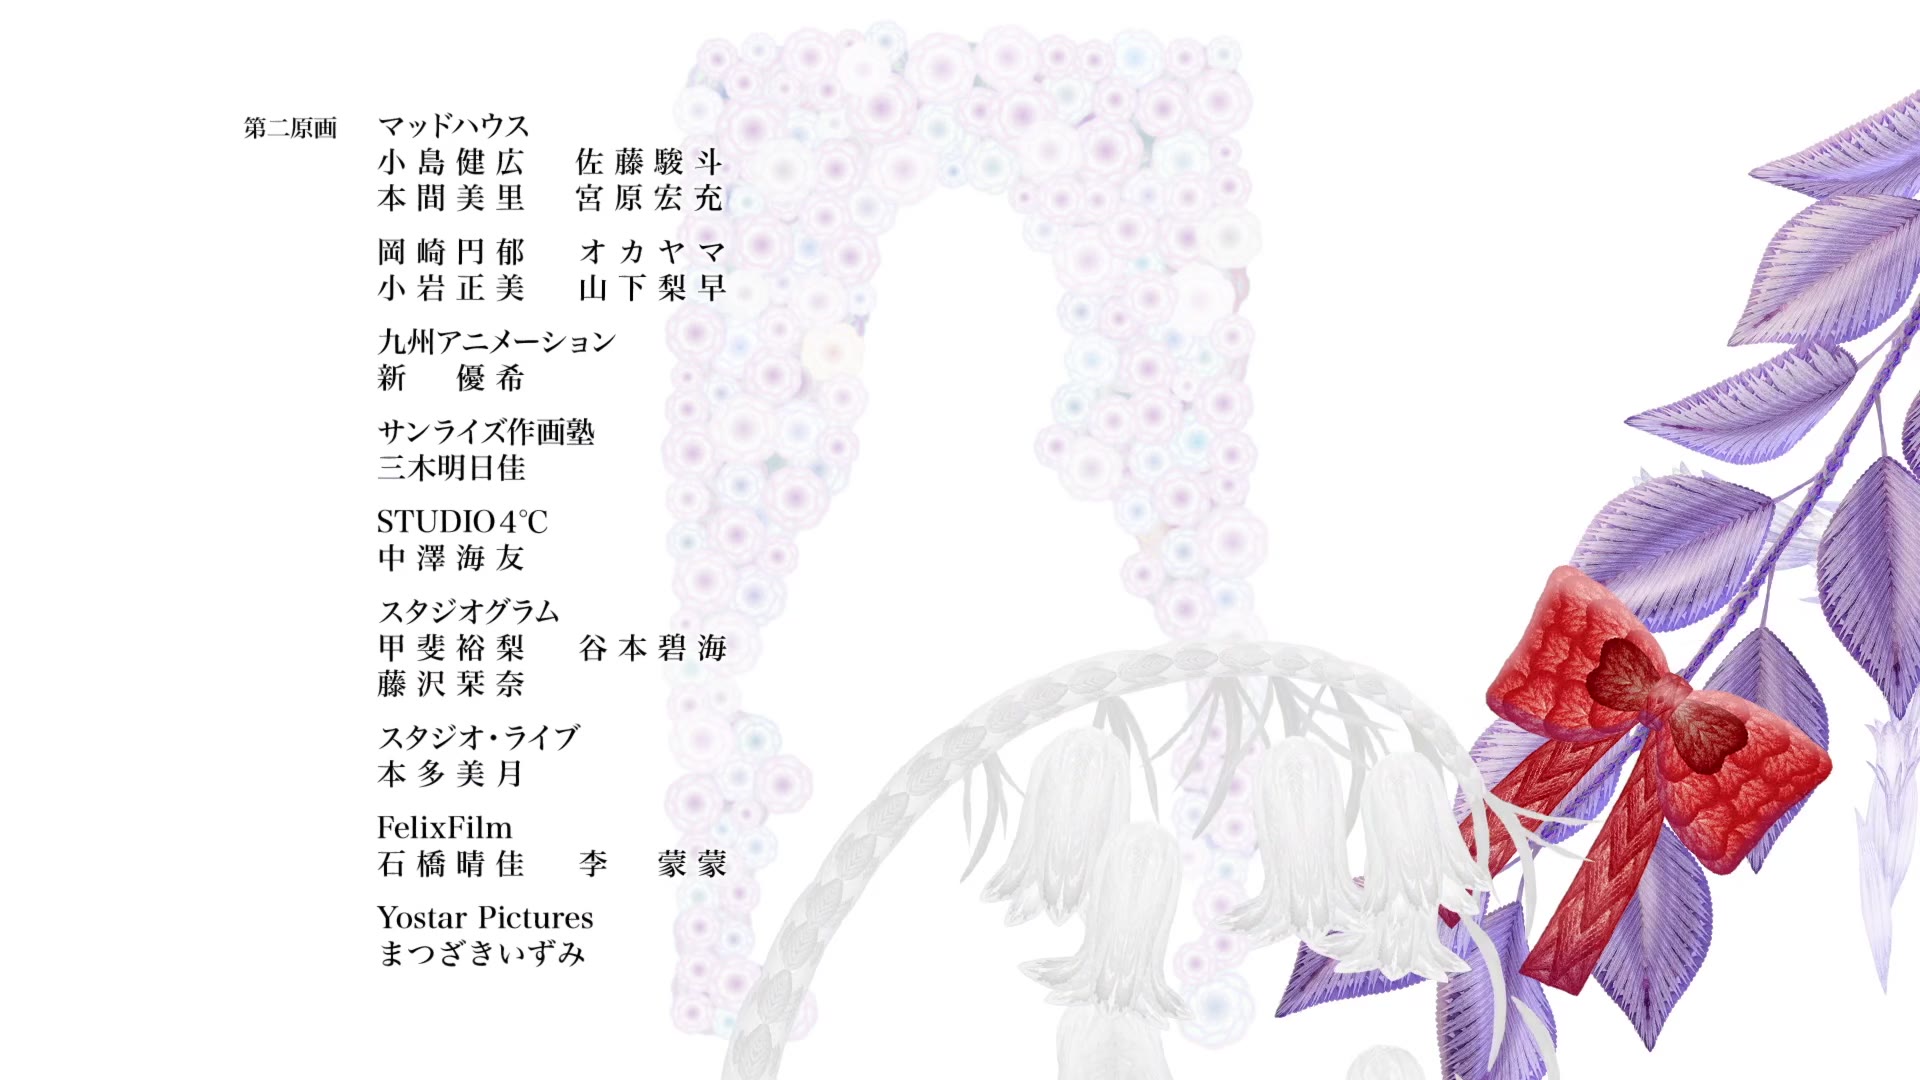 第二原画 マッドハウス
小島健広 佐藤駿斗
本間美里 宮原宏充
岡崎円郁 オカヤマ
小岩正美 山下梨早
九州アニメーション
新 優希
サンライズ作画塾
三木明日佳
STUDIO4℃
中澤海友
スタジオグラム
甲斐裕梨 谷本碧海
藤沢栞奈
スタジオ・ライブ
本多美月
FelixFilm
石橋晴佳 李 蒙蒙
Yostar Pictures
まつざきいずみ